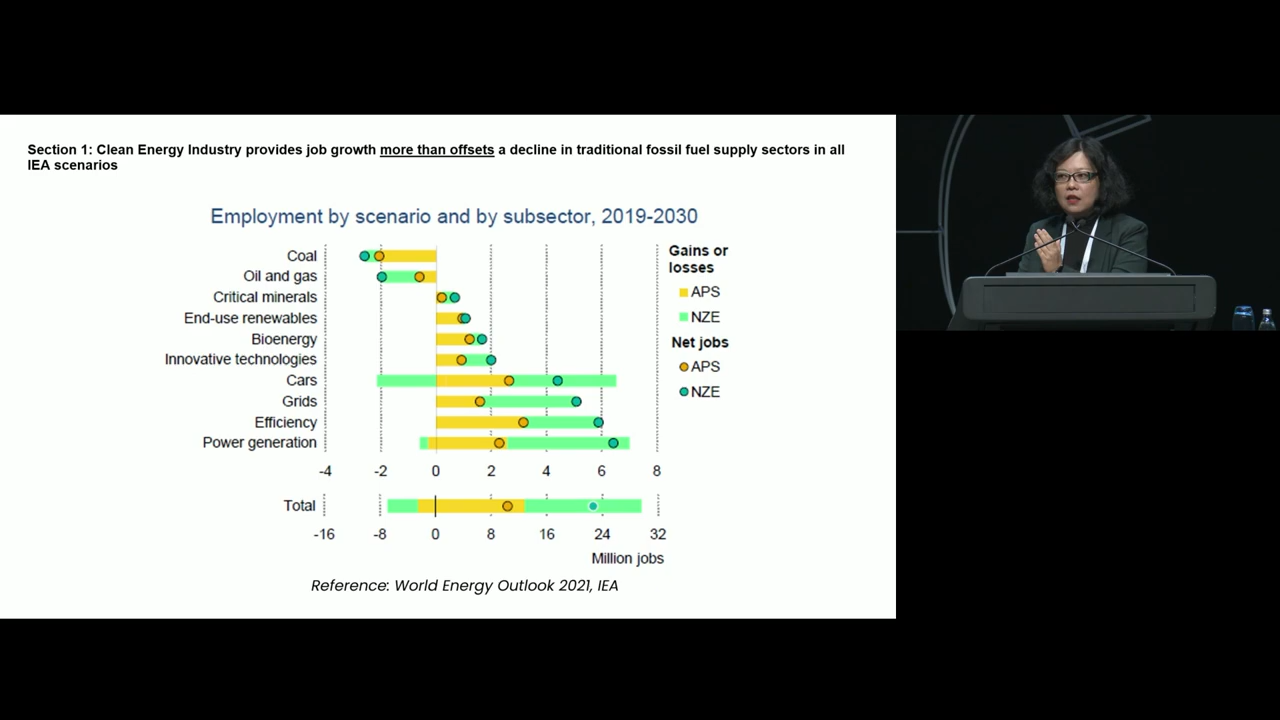 Section 1: Clean Energy Industry provides job growth more than offsets a decline in traditional fossil fuel supply sectors in all
IEA scenarios
Employment by scenario and by subsector, 2019-2030
Coal
Oil and gas
Critical minerals
End-use renewables
Bioenergy
Innovative technologies
Cars
Grids
Efficiency
Power generation
-4 -2 0 2 4 6 8
Total
-16 -8 0 8 16 24 32
Million jobs
Gains or
losses
APS
NZE
Net jobs
APS
NZE
Reference: World Energy Outlook 2021, IEA